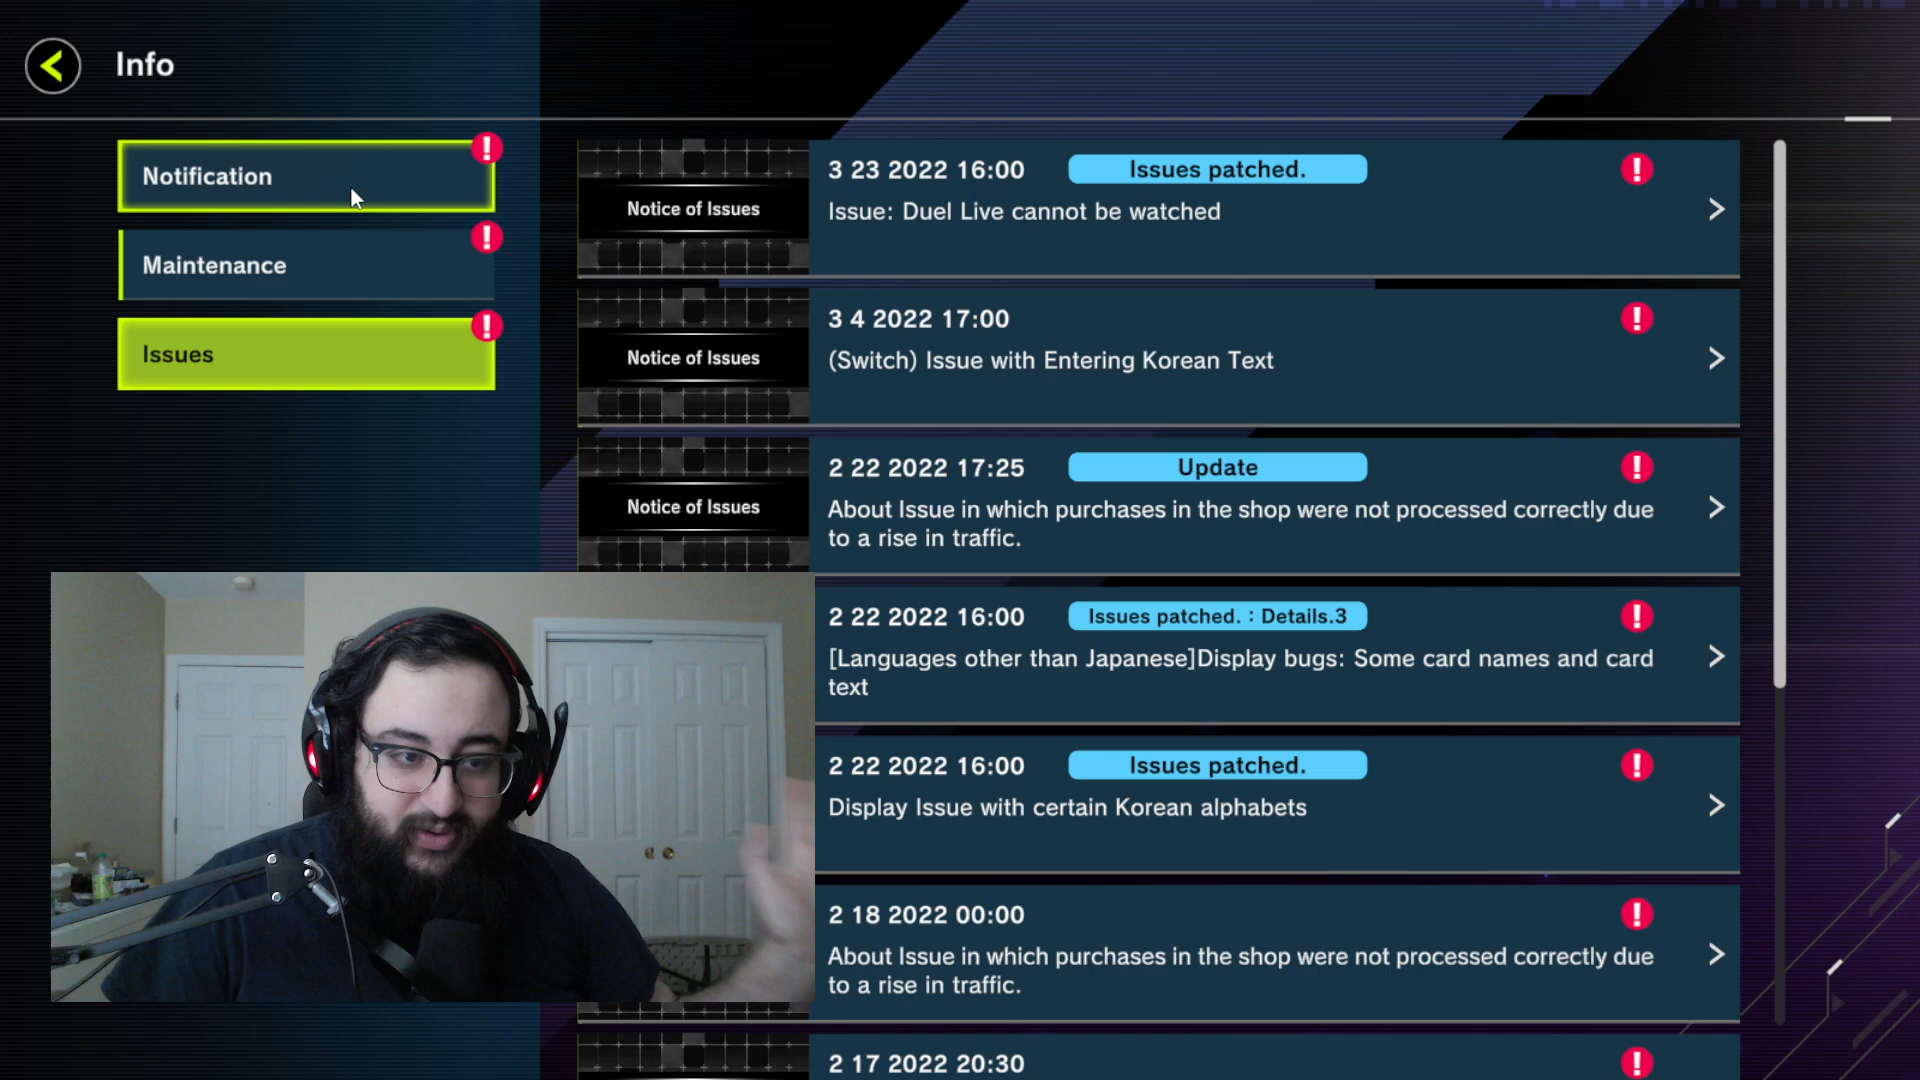 Info
Notification
Maintenance
Issues
Notice of Issues
3 23 2022 16:00
Issues patched.
Issue: Duel Live cannot be watched
Notice of Issues
3 4 2022 17:00
(Switch) Issue with Entering Korean Text
Notice of Issues
2 22 2022 17:25
Update
About Issue in which purchases in the shop were not processed correctly due
to a rise in traffic.
2 22 2022 16:00
Issues patched. : Details.3
[Languages other than Japanese]Display bugs: Some card names and card
text
2 22 2022 16:00
Issues patched.
Display Issue with certain Korean alphabets
2 18 2022 00:00
About Issue in which purchases in the shop were not processed correctly due
to a rise in traffic.
2 17 2022 20:30